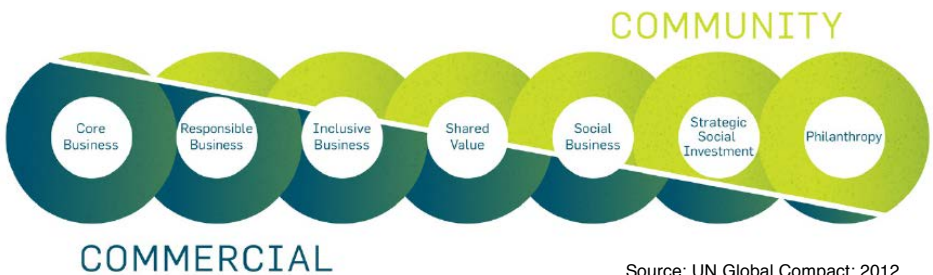 COMMUNITY
Core
Business
Responsible
Business
Inclusive
Business
Shared
Value
Social
Business
Strategic
Social
Investment
Philanthropy
COMMERCIAL
Source: UN Global Compact; 2012